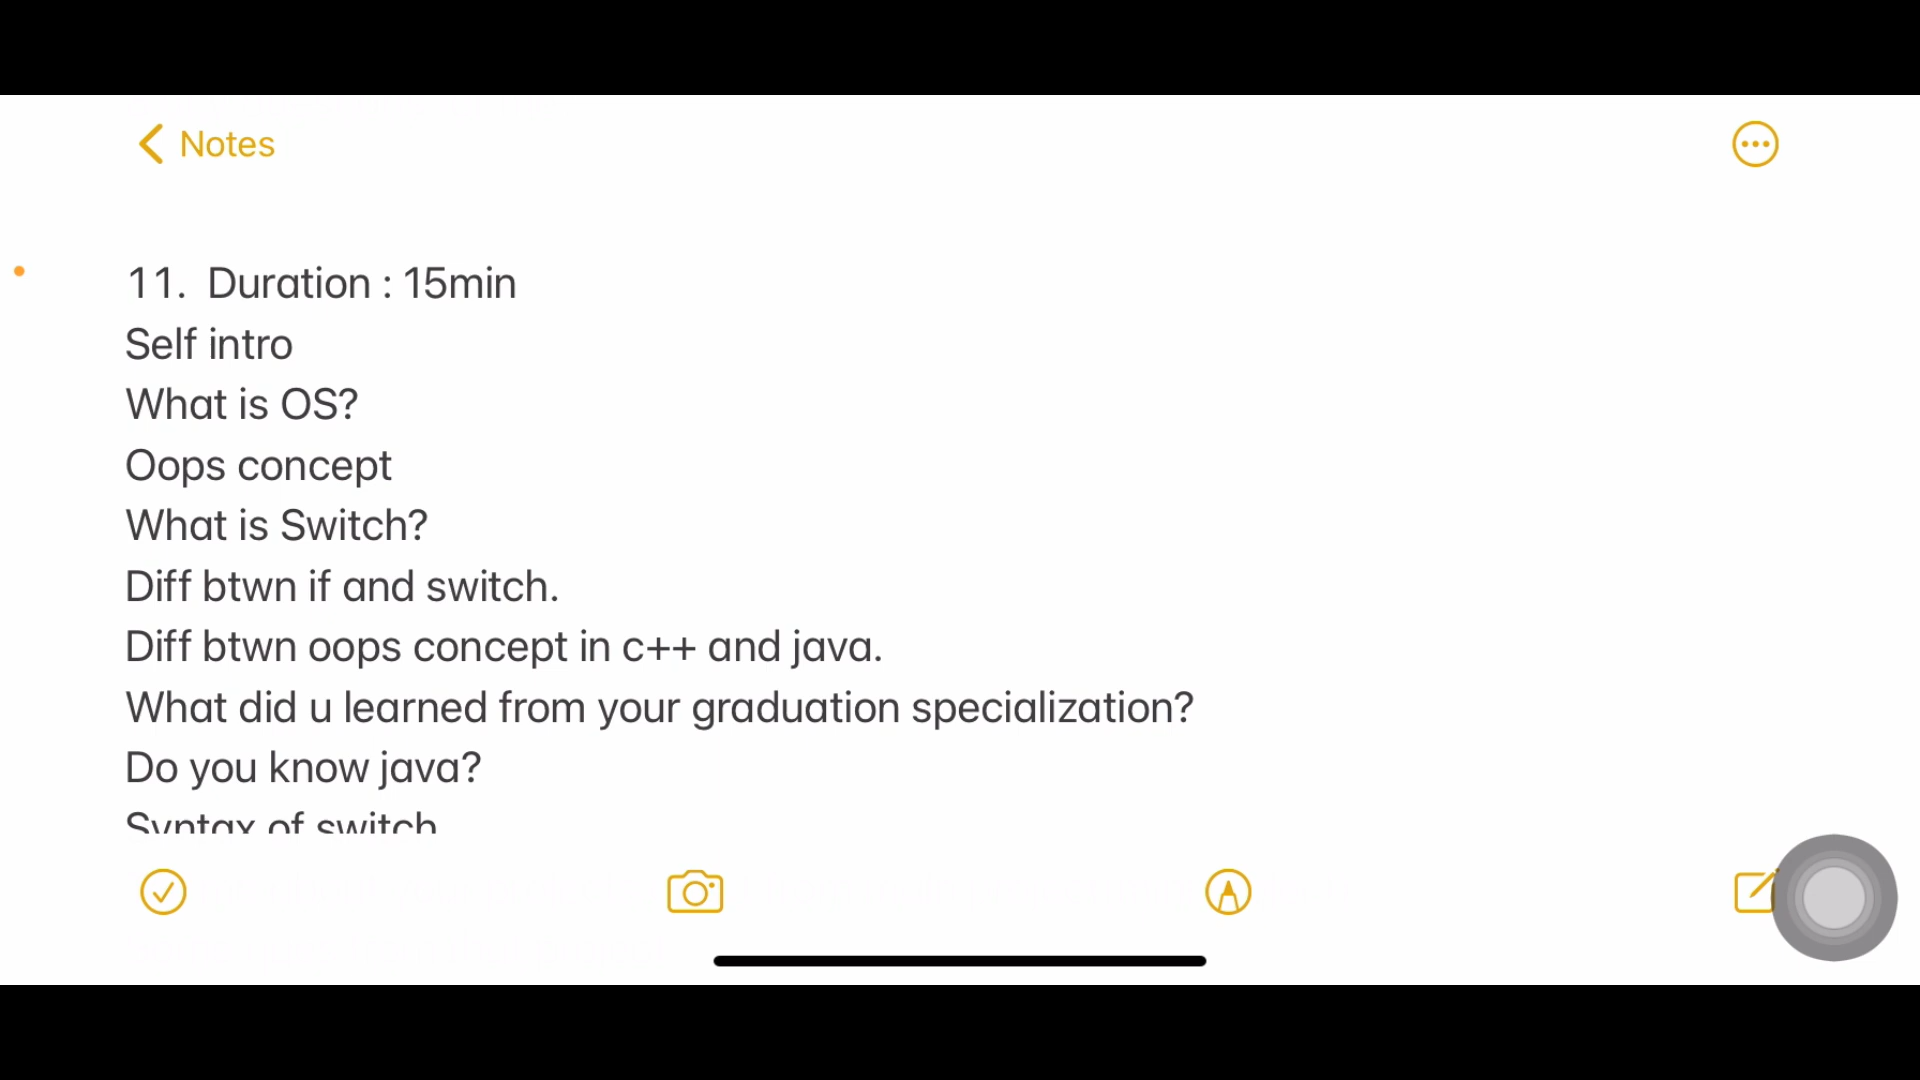 Notes
11. Duration : 15min
Self intro
What is OS?
Oops concept
What is Switch?
Diff btwn if and switch.
Diff btwn oops concept in c++ and java.
What did u learned from your graduation specialization?
Do you know java?
Syntax of switch